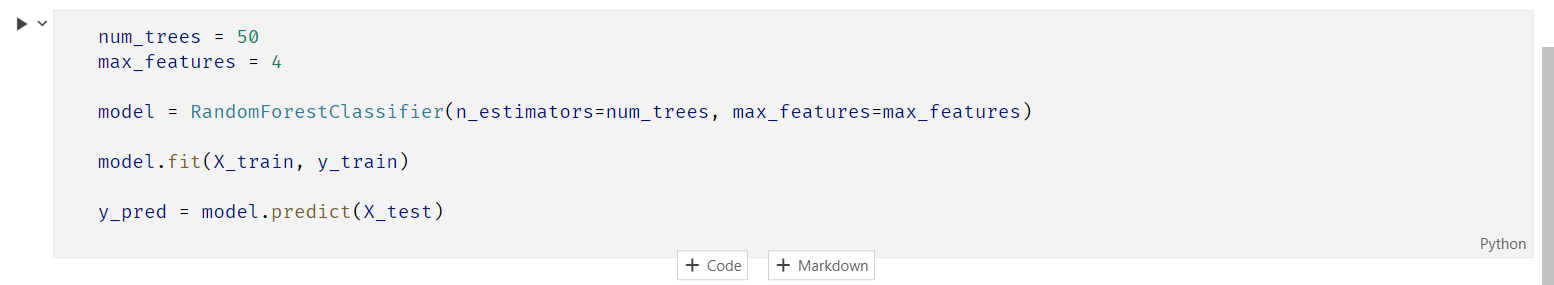 num_trees = 50
max_features = 4
model = RandomForestClassifier(n_estimators=num_trees, max_features=max_features)
model.fit(X_train, y_train)
y_pred = model.predict(X_test)
Python
+ Code + Markdown